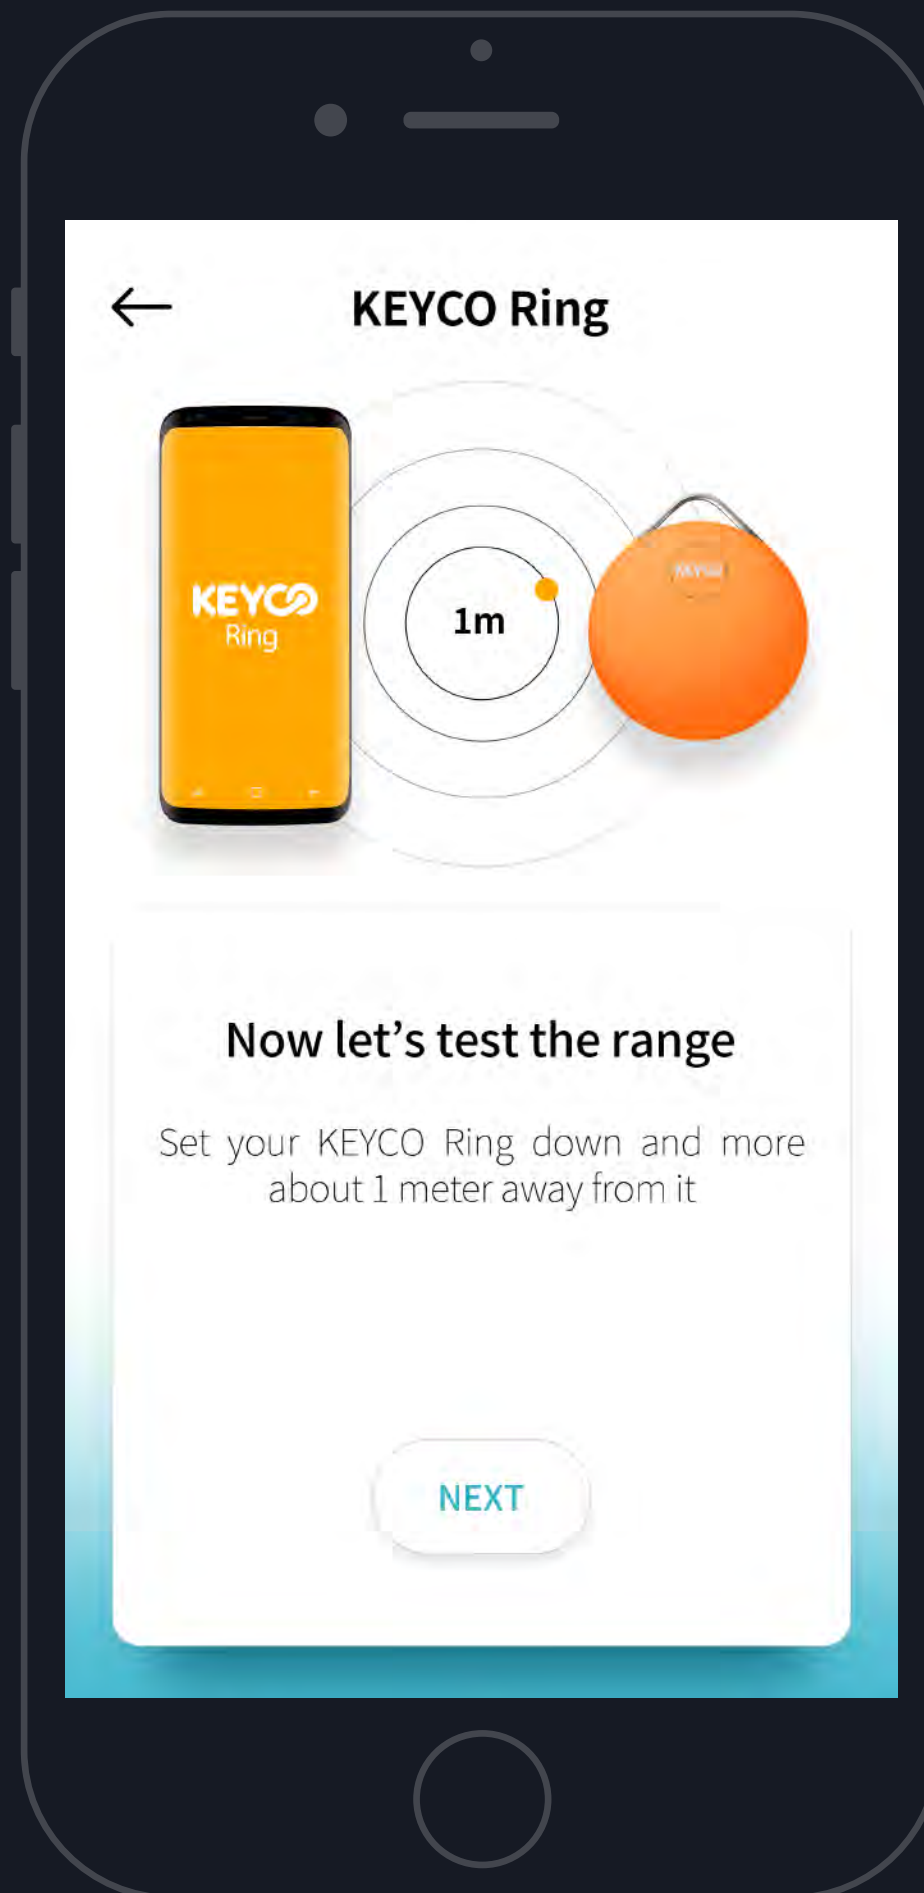 KEYCO Ring
KEYCO
Ring
1m
KEYCO
Now let's test the range
Set your KEYCO Ring down and more
about 1 meter away from it
NEXT